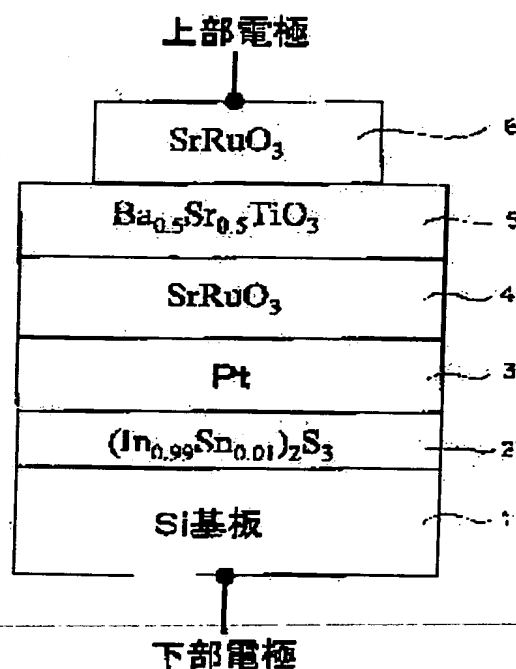 上部電極
SrRuO₃ 6
Ba₀.₅Sr₀.₅TiO₃ 5
SrRuO₃ 4
Pt 3
(In₀.₉₉Sn₀.₀₁)₂S₃ 2
Si基板 1
下部電極